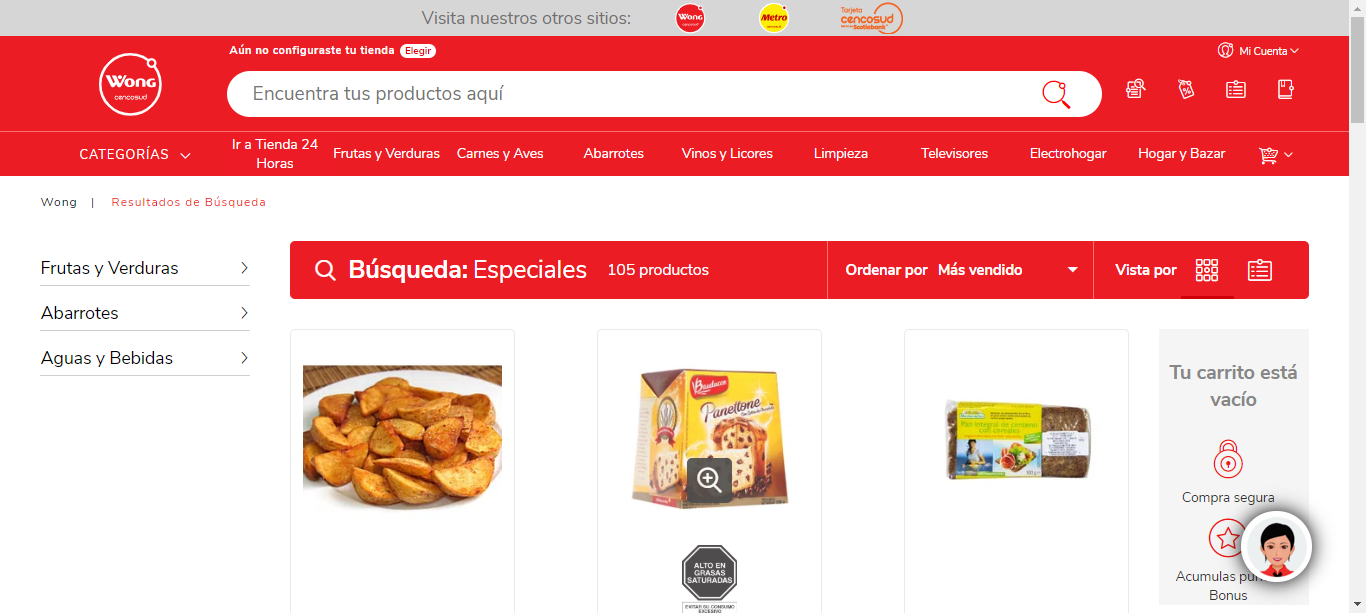 Visita nuestros otros sitios:
Wong
cencosud
Metro
cencosud
Tarjeta
cencosud
Scotiabank
Aún no configuraste tu tienda Elegir
Mi Cuenta
Wong
cencosud
Encuentra tus productos aquí
CATEGORÍAS
Ir a Tienda 24
Horas
Frutas y Verduras
Carnes y Aves
Abarrotes
Vinos y Licores
Limpieza
Televisores
Electrohogar
Hogar y Bazar
Wong | Resultados de Búsqueda
Frutas y Verduras
Abarrotes
Aguas y Bebidas
Búsqueda: Especiales 105 productos
Ordenar por Más vendido
Vista por
Bauducco
Panettone
Pan integral de centeno
con cereales
ALTO EN
GRASAS
SATURADAS
EVITAR SU CONSUMO
EXCESIVO
Tu carrito está
vacío
Compra segura
Acumulas
Bonus